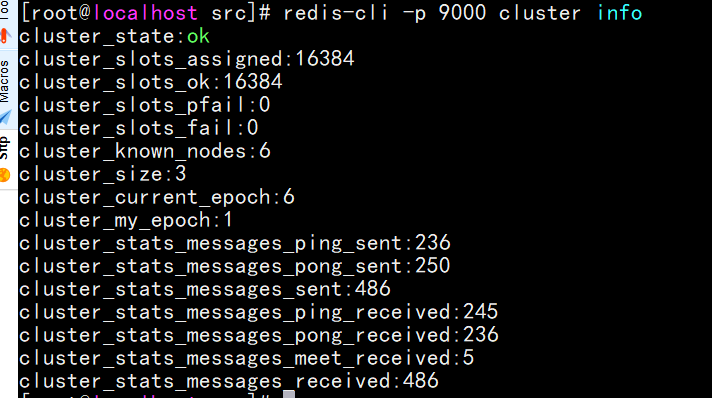 [root@localhost src]# redis-cli -p 9000 cluster info
cluster_state:ok
cluster_slots_assigned:16384
cluster_slots_ok:16384
cluster_slots_pfail:0
cluster_slots_fail:0
cluster_known_nodes:6
cluster_size:3
cluster_current_epoch:6
cluster_my_epoch:1
cluster_stats_messages_ping_sent:236
cluster_stats_messages_pong_sent:250
cluster_stats_messages_sent:486
cluster_stats_messages_ping_received:245
cluster_stats_messages_pong_received:236
cluster_stats_messages_meet_received:5
cluster_stats_messages_received:486
Macros
Sftp